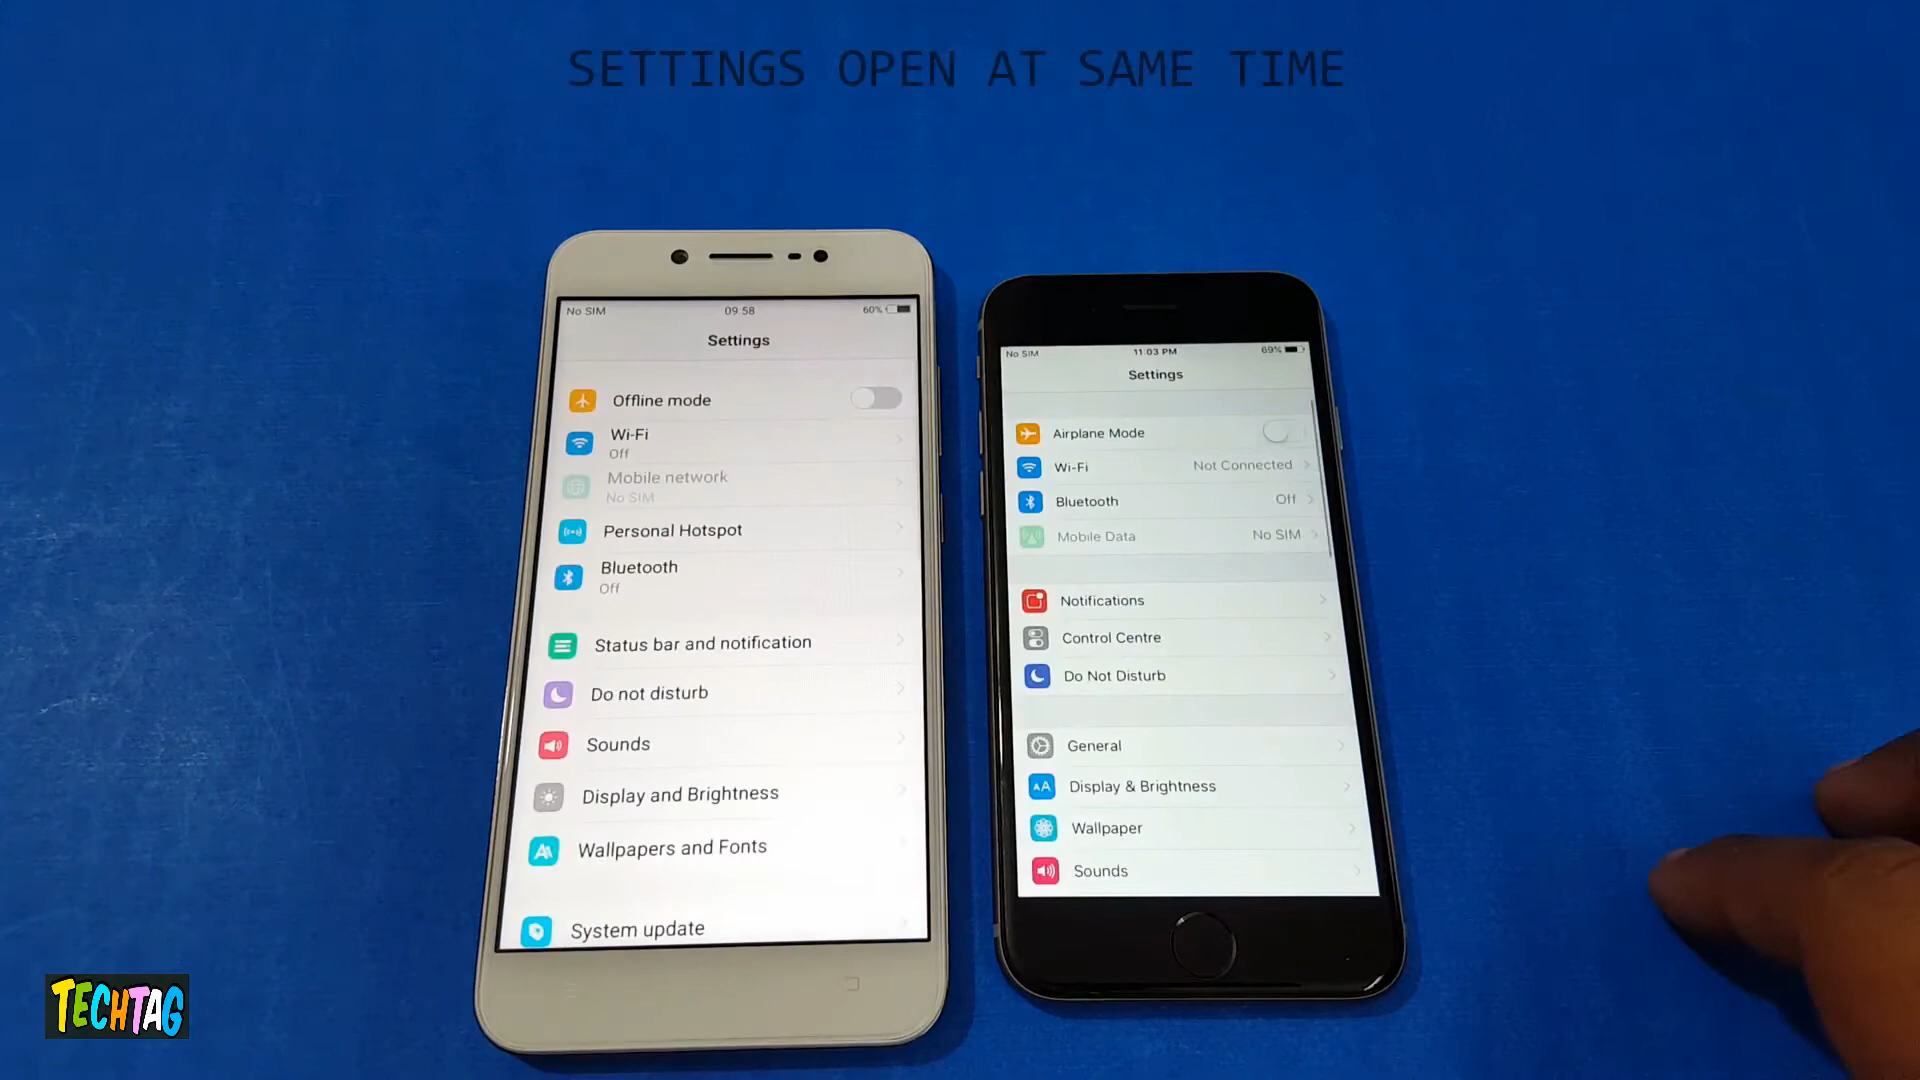 SETTINGS OPEN AT SAME TIME
No SIM 09:58 60%
Settings
Offline mode
Wi-Fi
Off
Mobile network
No SIM
Personal Hotspot
Bluetooth
Off
Status bar and notification
Do not disturb
Sounds
Display and Brightness
Wallpapers and Fonts
System update
No SIM 11:03 PM 69%
Settings
Airplane Mode
Wi-Fi Not Connected
Bluetooth Off
Mobile Data No SIM
Notifications
Control Centre
Do Not Disturb
General
AA Display & Brightness
Wallpaper
Sounds
TECHTAG